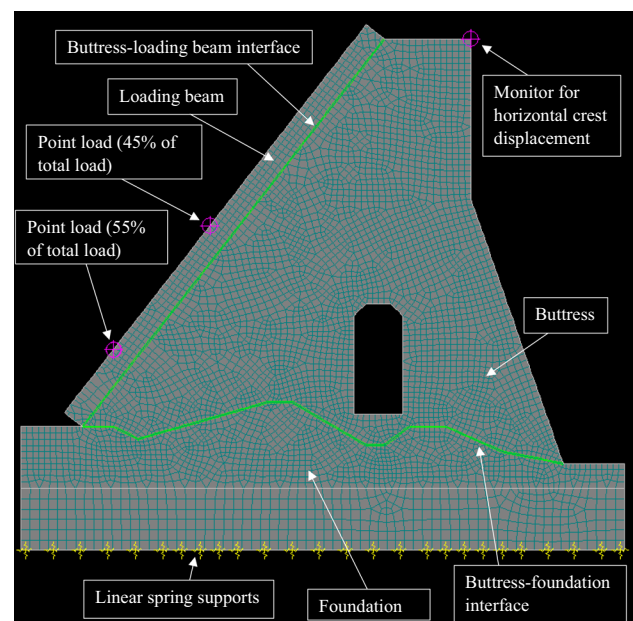 Buttress-loading beam interface
Loading beam
Point load (45% of
total load)
Point load (55%
of total load)
Monitor for
horizontal crest
displacement
Buttress
Linear spring supports
Foundation
Buttress-foundation
interface